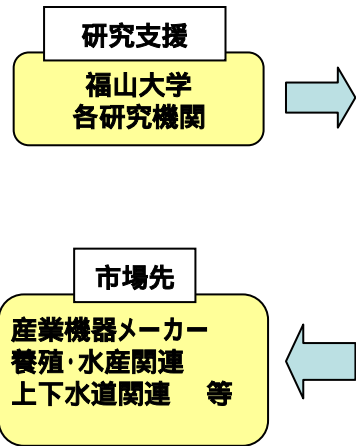 研究支援
福山大学
各研究機関
市場先
産業機器メーカー
養殖・水産関連
上下水道関連　等